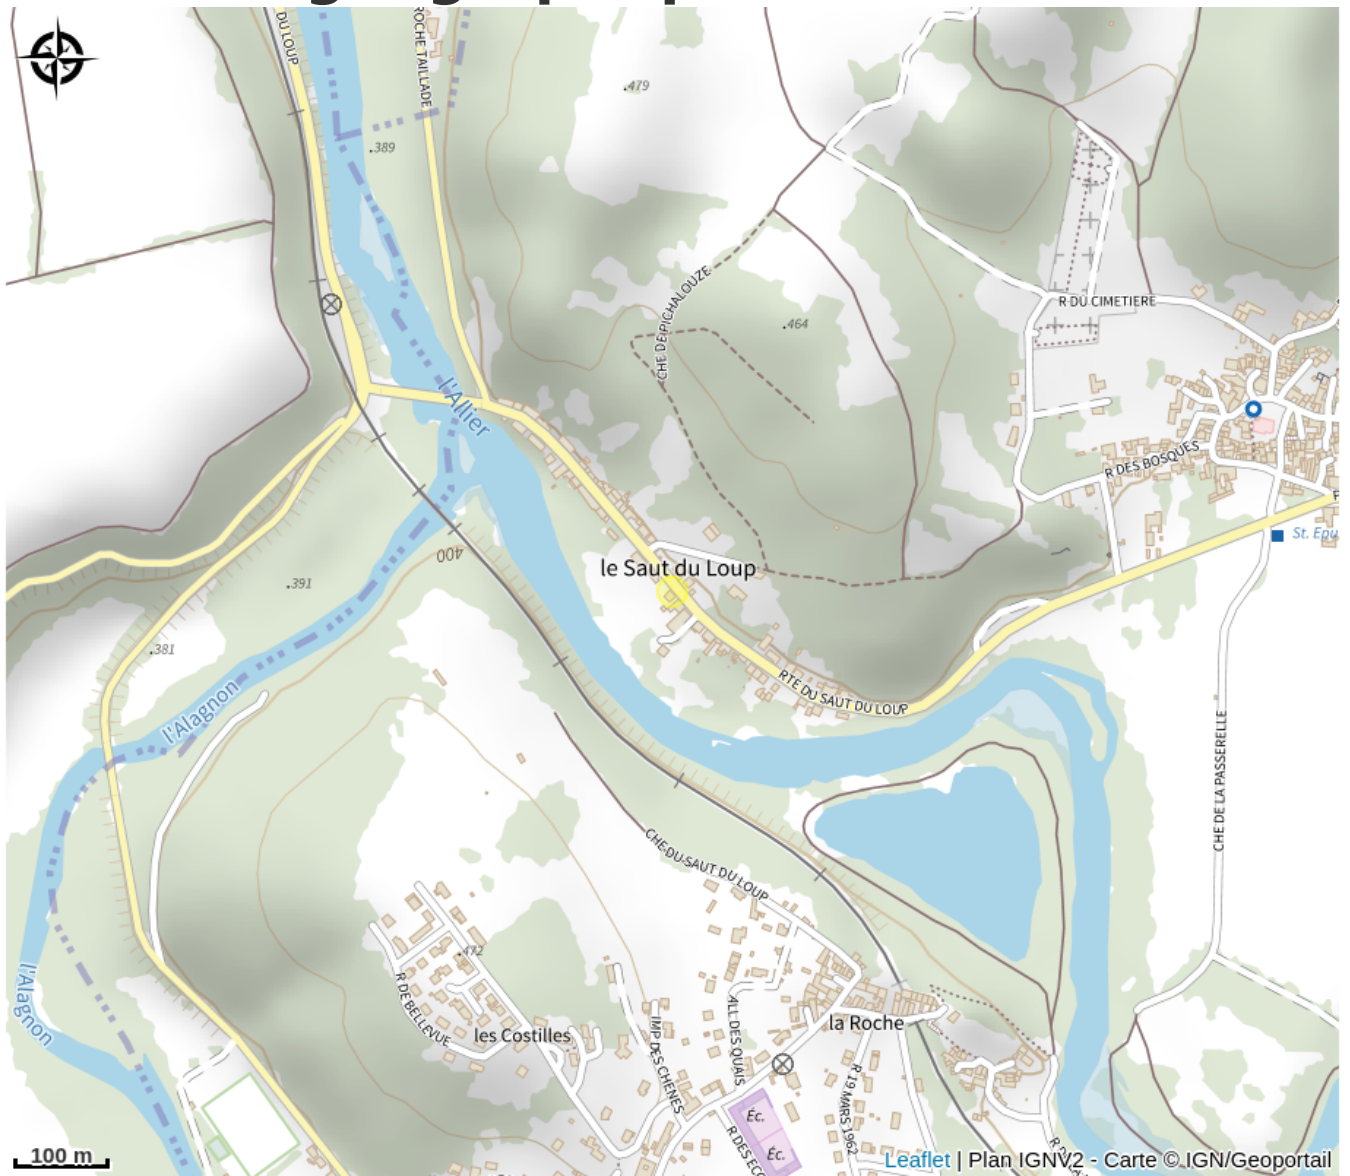 DU LOUP
ROCHE TAILLADE
.479
.389
CHE DE PICHALOUZE
.464
R DU CIMETIERE
l'Allier
R DES BOSQUES
St. Epu
400
le Saut du Loup
.391
.381
l'Alagnon
RTE DU SAUT DU LOUP
CHE DE LA PASSERELLE
CHE DU SAUT DU LOUP
.472
l'Alagnon
R DE BELLEVUE
les Costilles
IMP DES CHENES
ALL DES QUAIS
la Roche
R 19 MARS 1962
Éc.
Éc.
R DES ECO
100 m
Leaflet | Plan IGNV2 - Carte © IGN/Geoportail